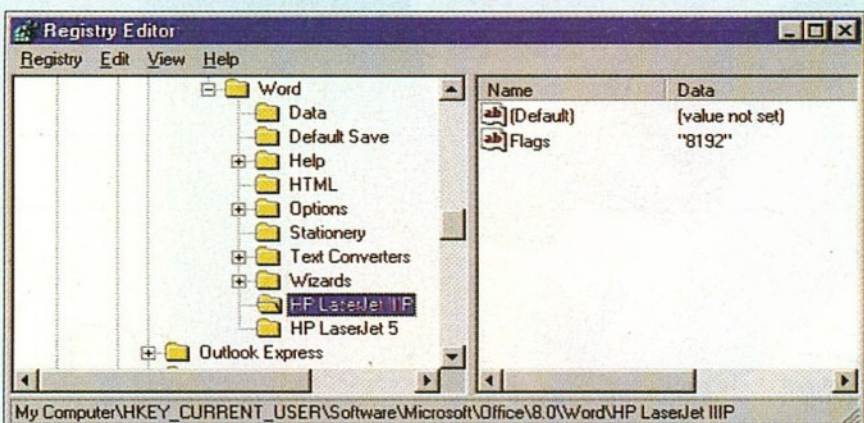 Registry Editor
Registry Edit View Help
Word
Data
Default Save
Help
HTML
Options
Stationery
Text Converters
Wizards
HP LaserJet IIIP
HP LaserJet 5
Outlook Express
Name Data
(Default) (value not set)
Flags "8192"
My Computer\HKEY_CURRENT_USER\Software\Microsoft\Office\8.0\Word\HP LaserJet IIIP